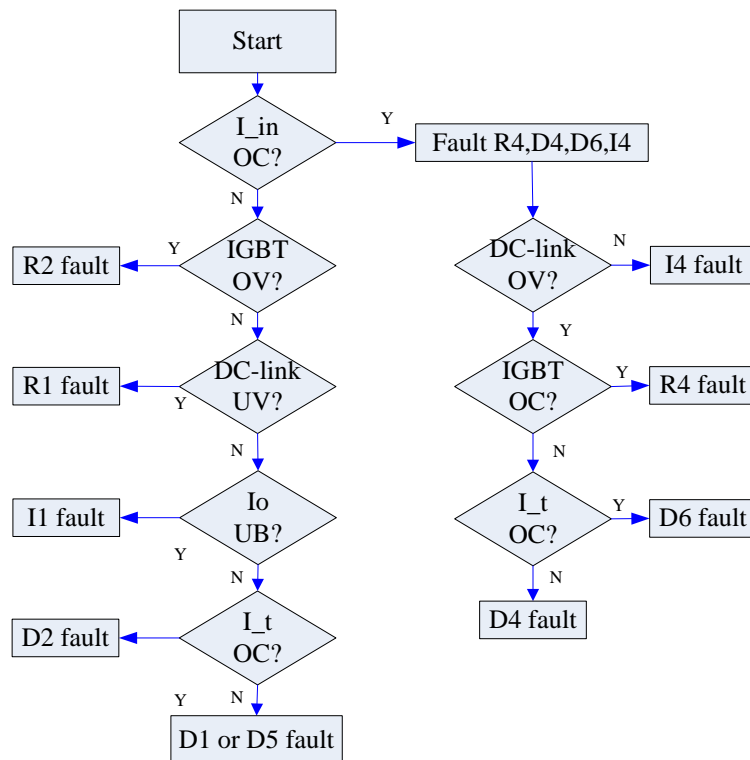 Start
I_in
OC?
Y
Fault R4,D4,D6,I4
N
R2 fault
Y
IGBT
OV?
DC-link
OV?
N
I4 fault
N
Y
R1 fault
Y
DC-link
UV?
IGBT
OC?
Y
R4 fault
N
N
I1 fault
Y
Io
UB?
I_t
OC?
Y
D6 fault
N
N
D2 fault
I_t
OC?
D4 fault
Y
N
D1 or D5 fault